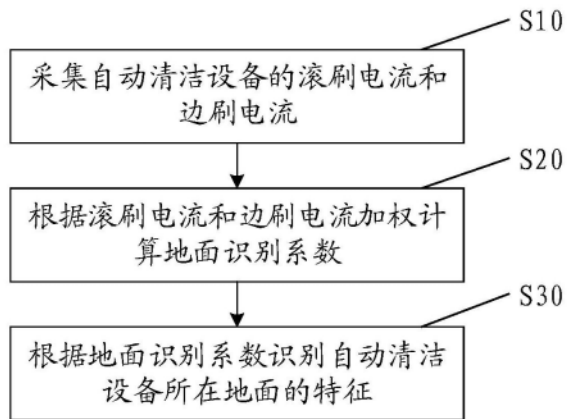 S10
采集自动清洁设备的滚刷电流和
边刷电流
S20
根据滚刷电流和边刷电流加权计
算地面识别系数
S30
根据地面识别系数识别自动清洁
设备所在地面的特征